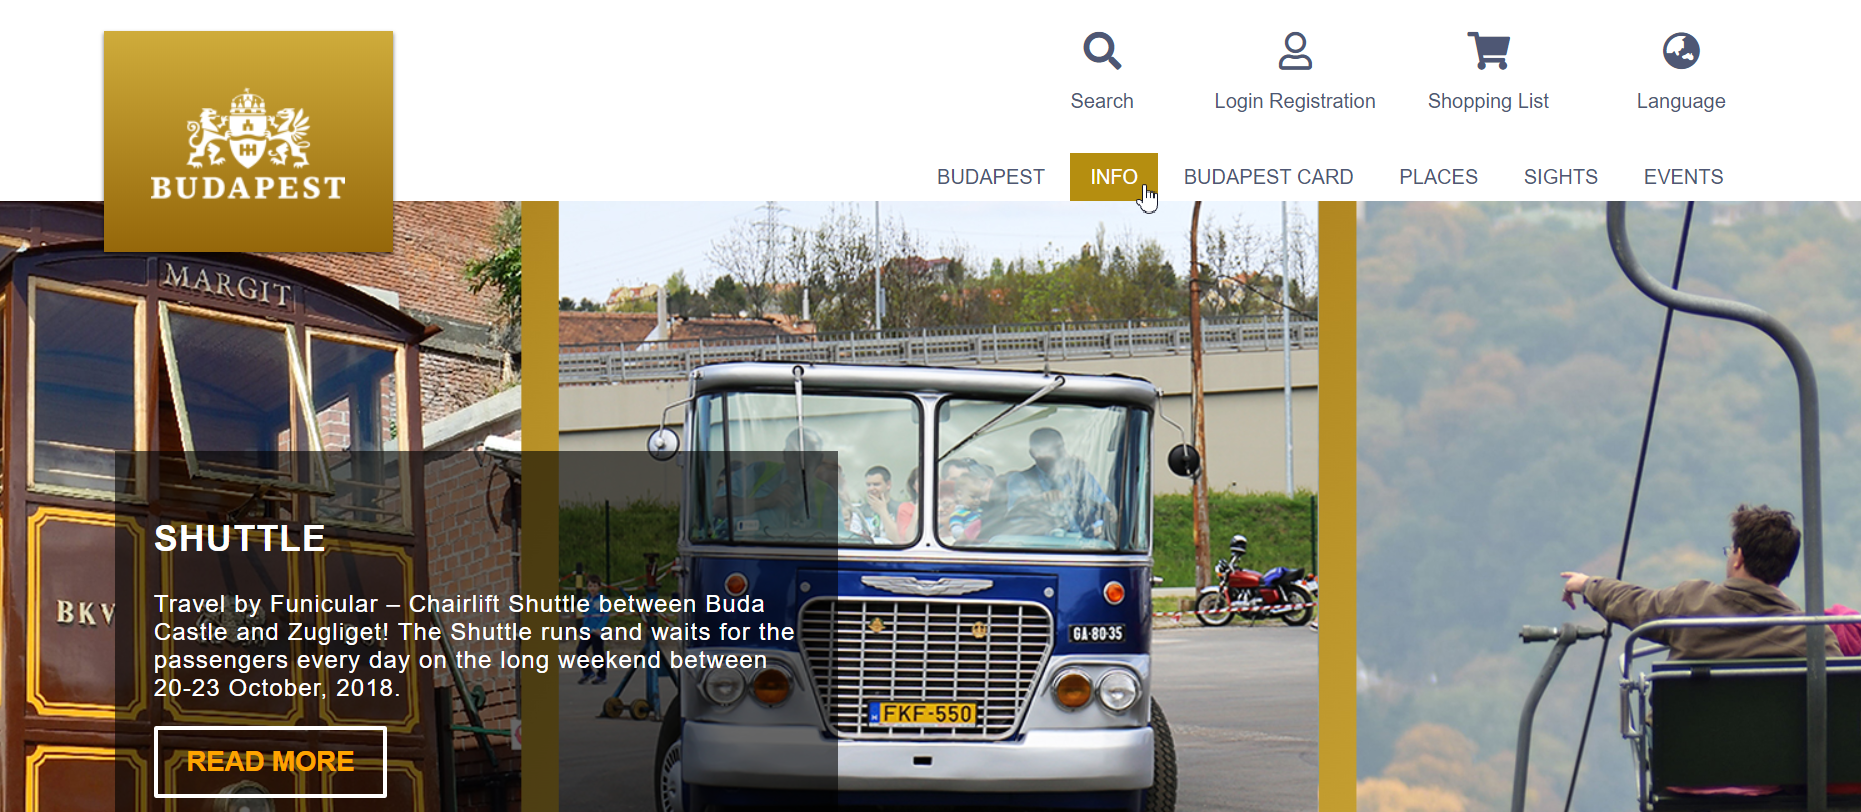 BUDAPEST
Search
Login Registration
Shopping List
Language
BUDAPEST
INFO
BUDAPEST CARD
PLACES
SIGHTS
EVENTS
MARGIT
BKV
GA·80-35
FKF-550
SHUTTLE
Travel by Funicular – Chairlift Shuttle between Buda
Castle and Zugliget! The Shuttle runs and waits for the
passengers every day on the long weekend between
20-23 October, 2018.
READ MORE